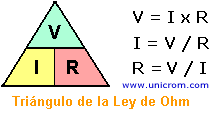 V
I
R
V = I x R
I = V / R
R = V / I
www.unicrom.com
Triángulo de la Ley de Ohm